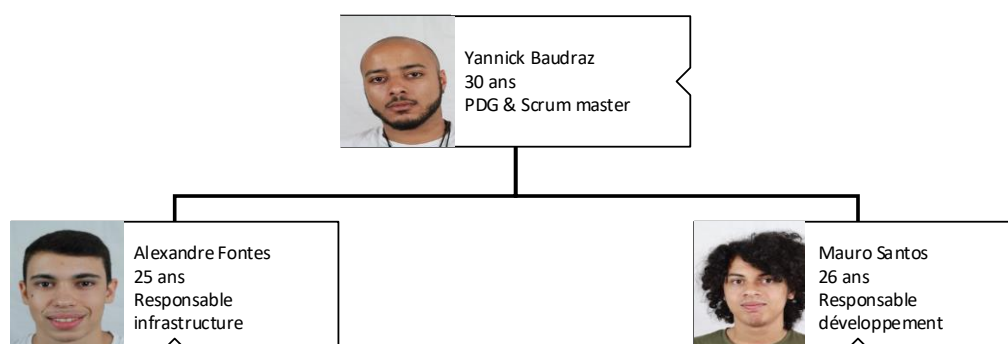 Yannick Baudraz
30 ans
PDG & Scrum master
Alexandre Fontes
25 ans
Responsable
infrastructure
Mauro Santos
26 ans
Responsable
développement